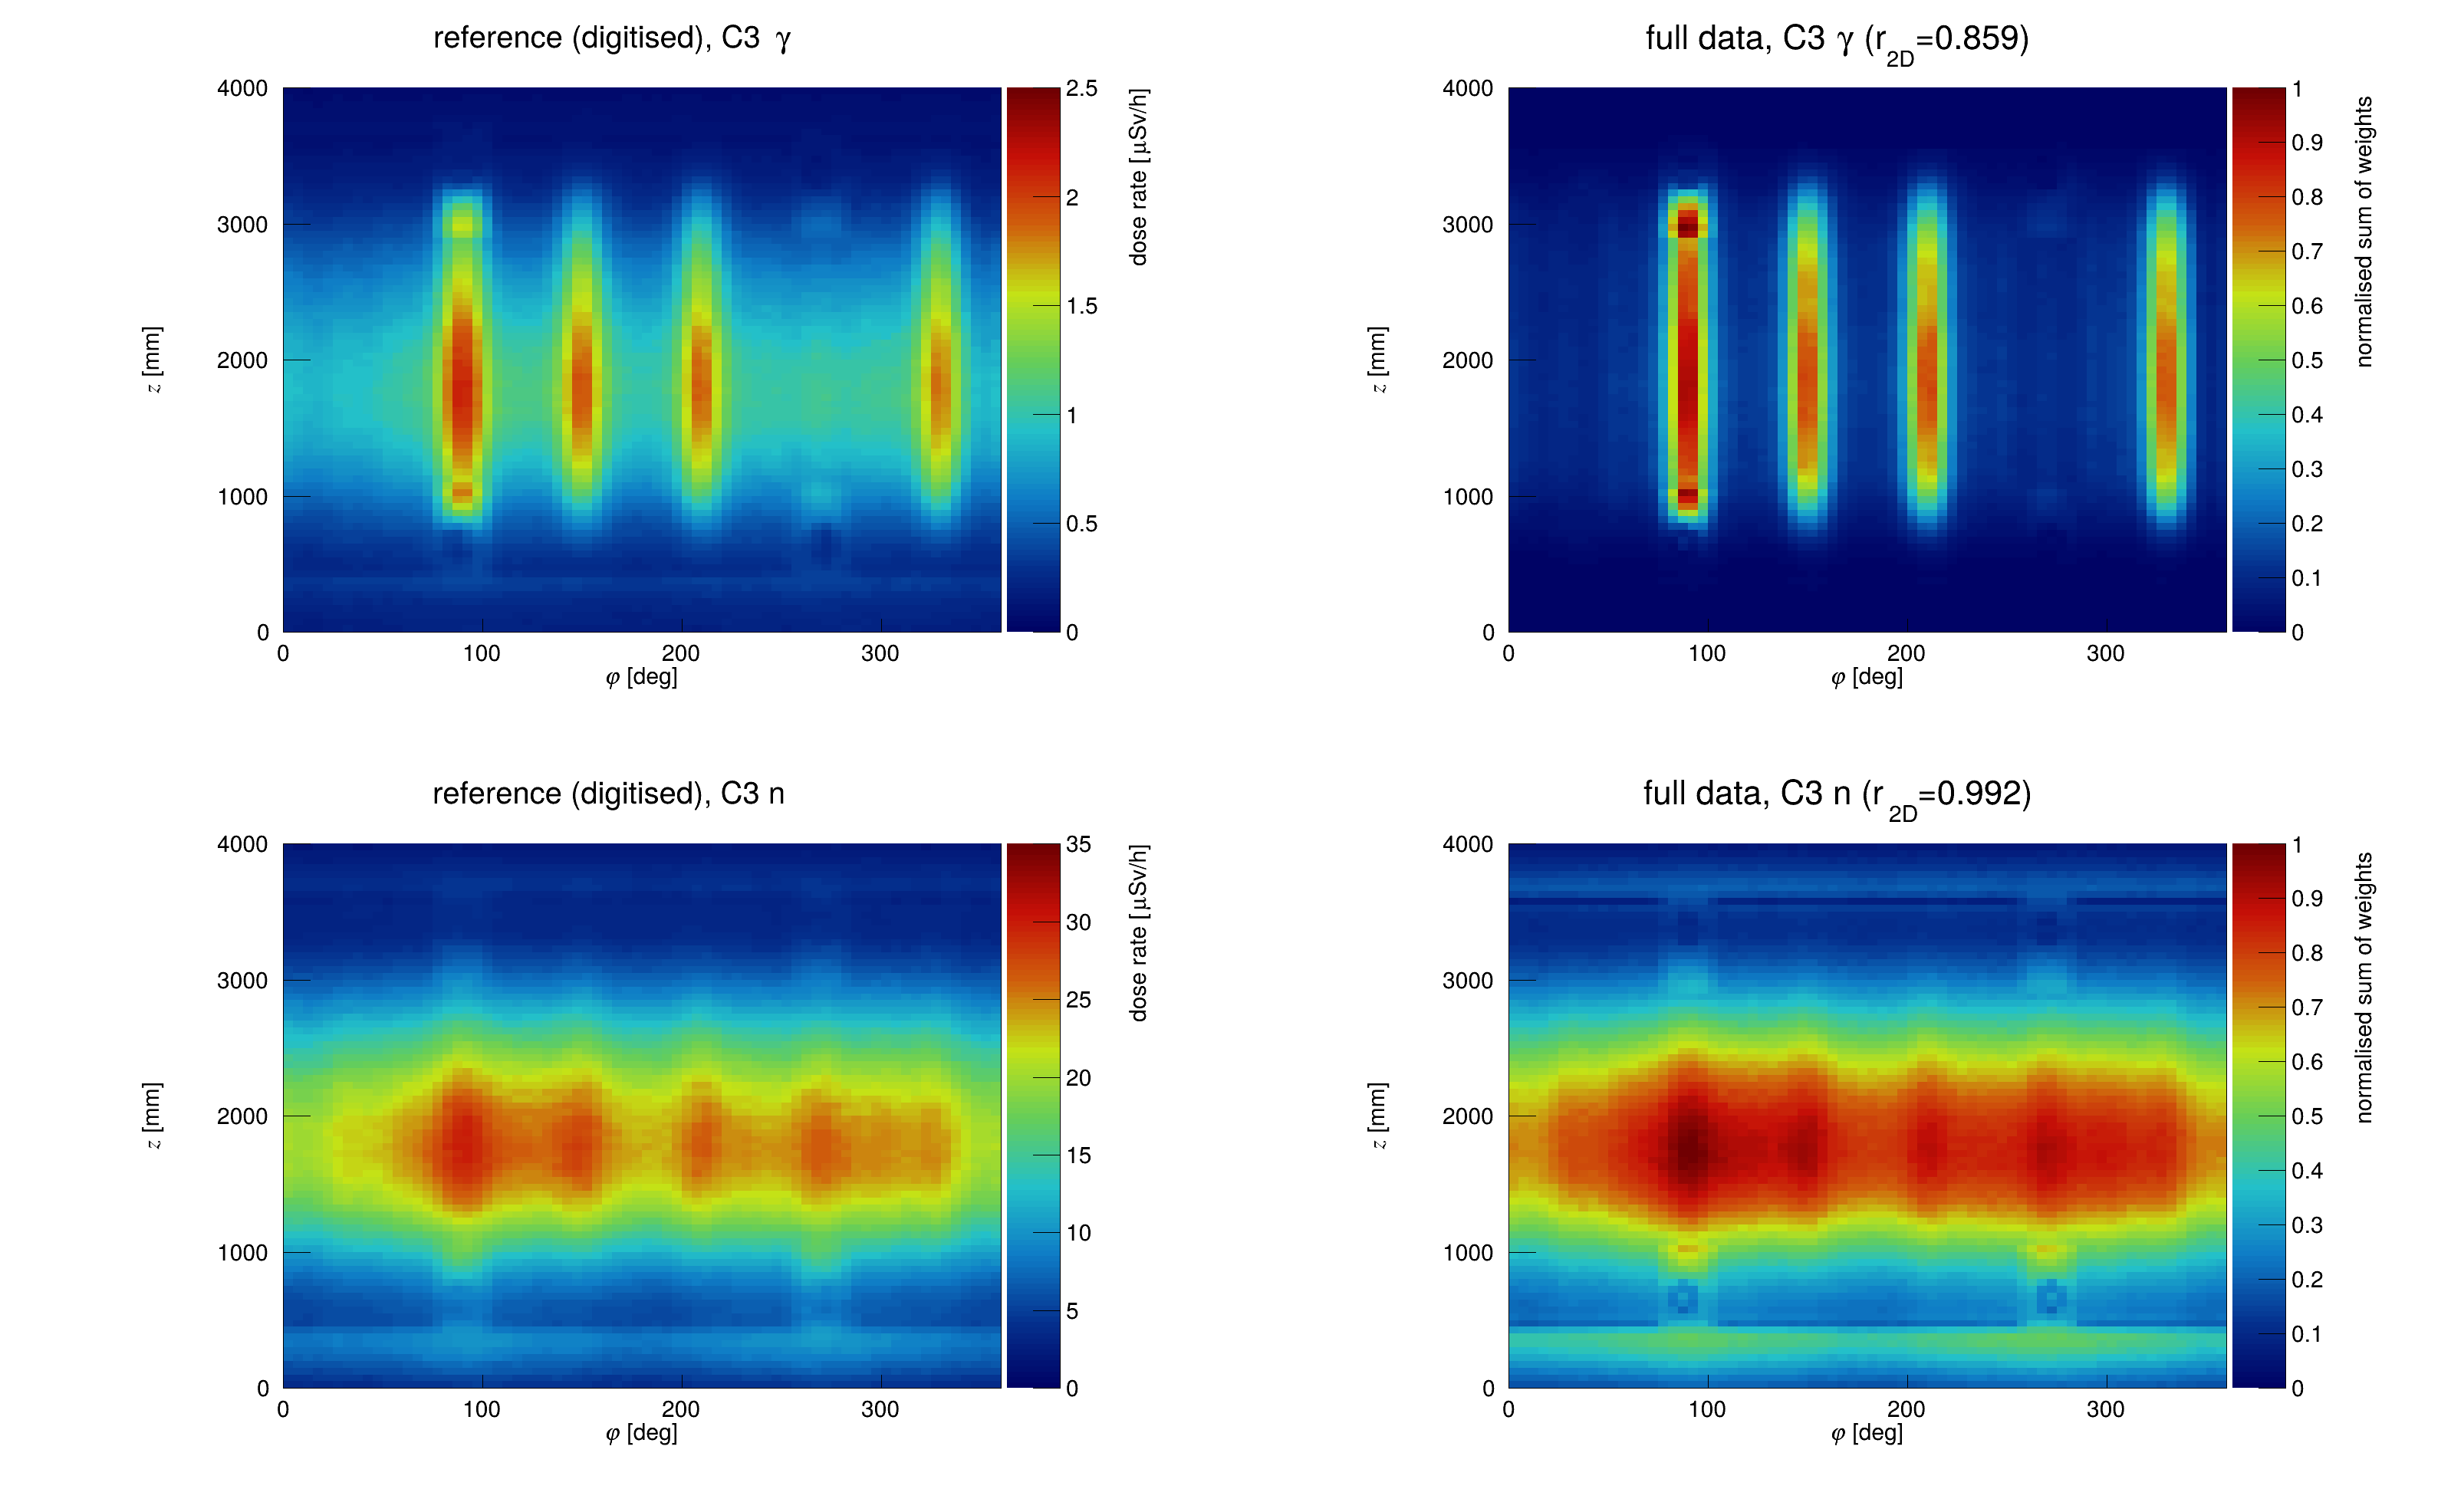 reference (digitised), C3 γ
4000
3000
2000
1000
0
0 100 200 300
φ [deg]
z [mm]
2.5
2
1.5
1
0.5
0
dose rate [μSv/h]
full data, C3 γ (r2D=0.859)
4000
3000
2000
1000
0
0 100 200 300
φ [deg]
z [mm]
1
0.9
0.8
0.7
0.6
0.5
0.4
0.3
0.2
0.1
0
normalised sum of weights
reference (digitised), C3 n
4000
3000
2000
1000
0
0 100 200 300
φ [deg]
z [mm]
35
30
25
20
15
10
5
0
dose rate [μSv/h]
full data, C3 n (r2D=0.992)
4000
3000
2000
1000
0
0 100 200 300
φ [deg]
z [mm]
1
0.9
0.8
0.7
0.6
0.5
0.4
0.3
0.2
0.1
0
normalised sum of weights